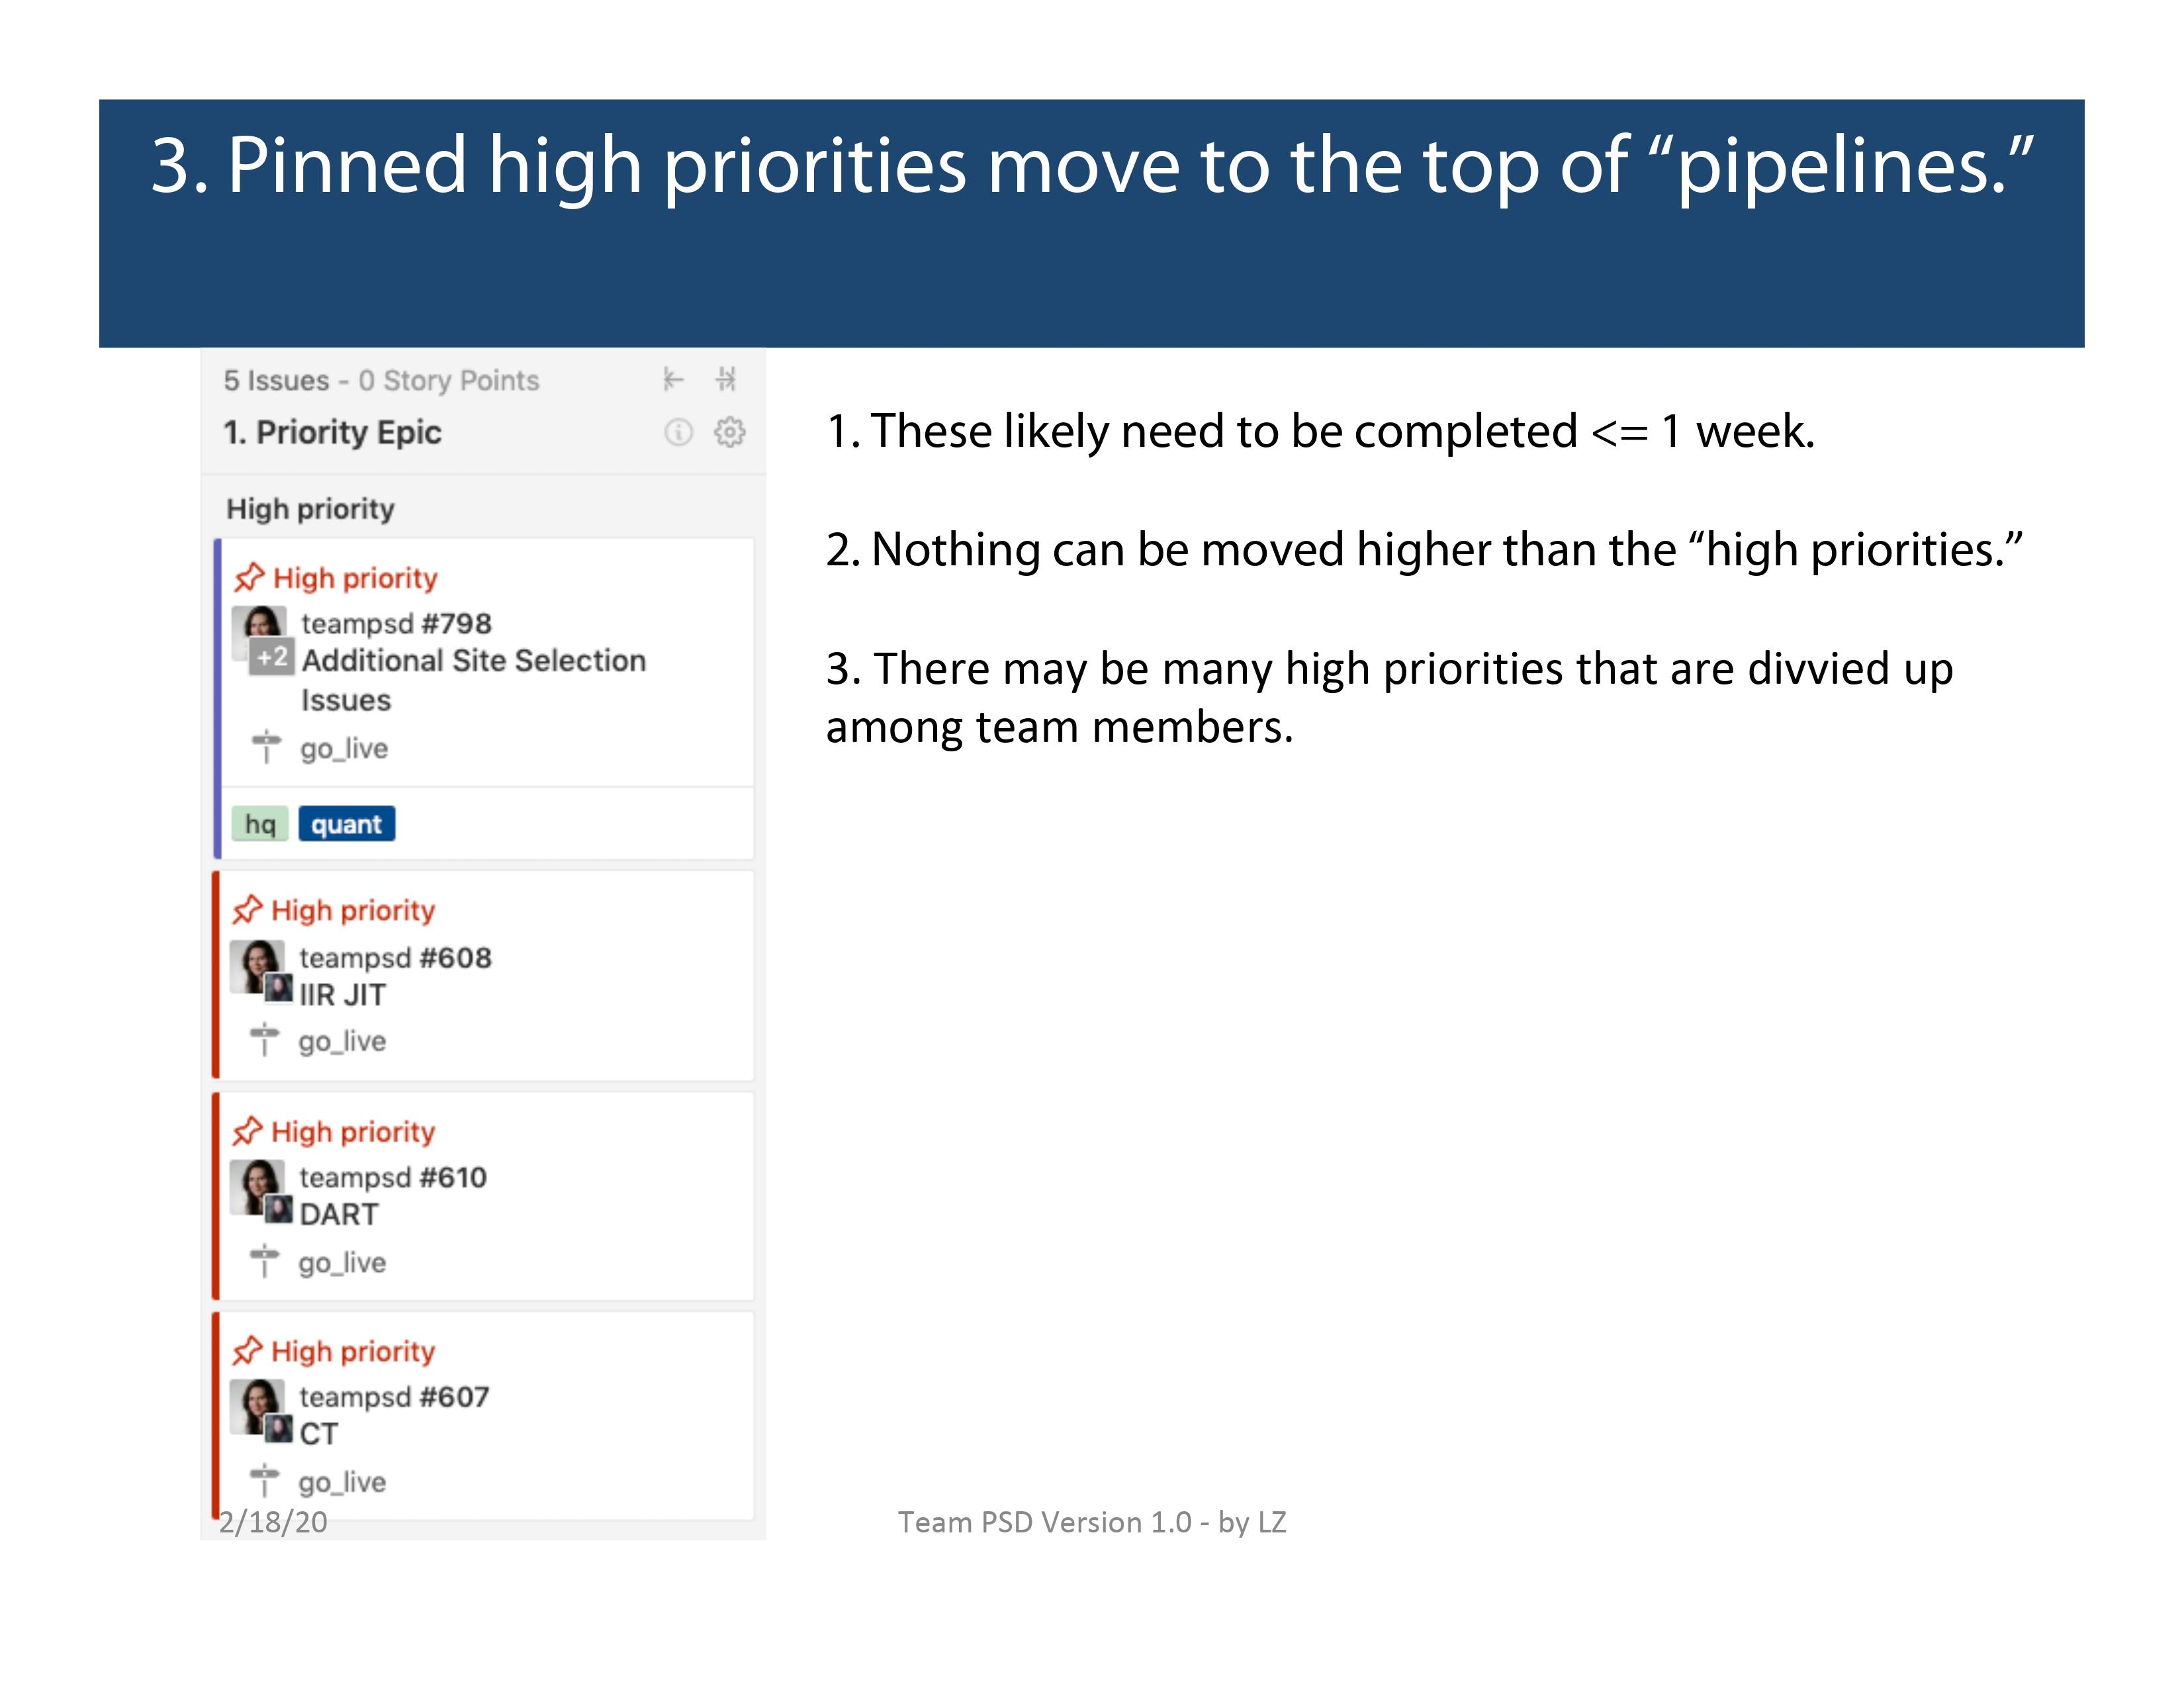 3. Pinned high priorities move to the top of “pipelines.”
5 Issues - 0 Story Points
1. Priority Epic
High priority
High priority
teampsd #798
+2
Additional Site Selection
Issues
go_live
hq quant
High priority
teampsd #608
IIR JIT
go_live
High priority
teampsd #610
DART
go_live
High priority
teampsd #607
CT
go_live
1. These likely need to be completed <= 1 week.
2. Nothing can be moved higher than the “high priorities.”
3. There may be many high priorities that are divvied up
among team members.
2/18/20
Team PSD Version 1.0 - by LZ